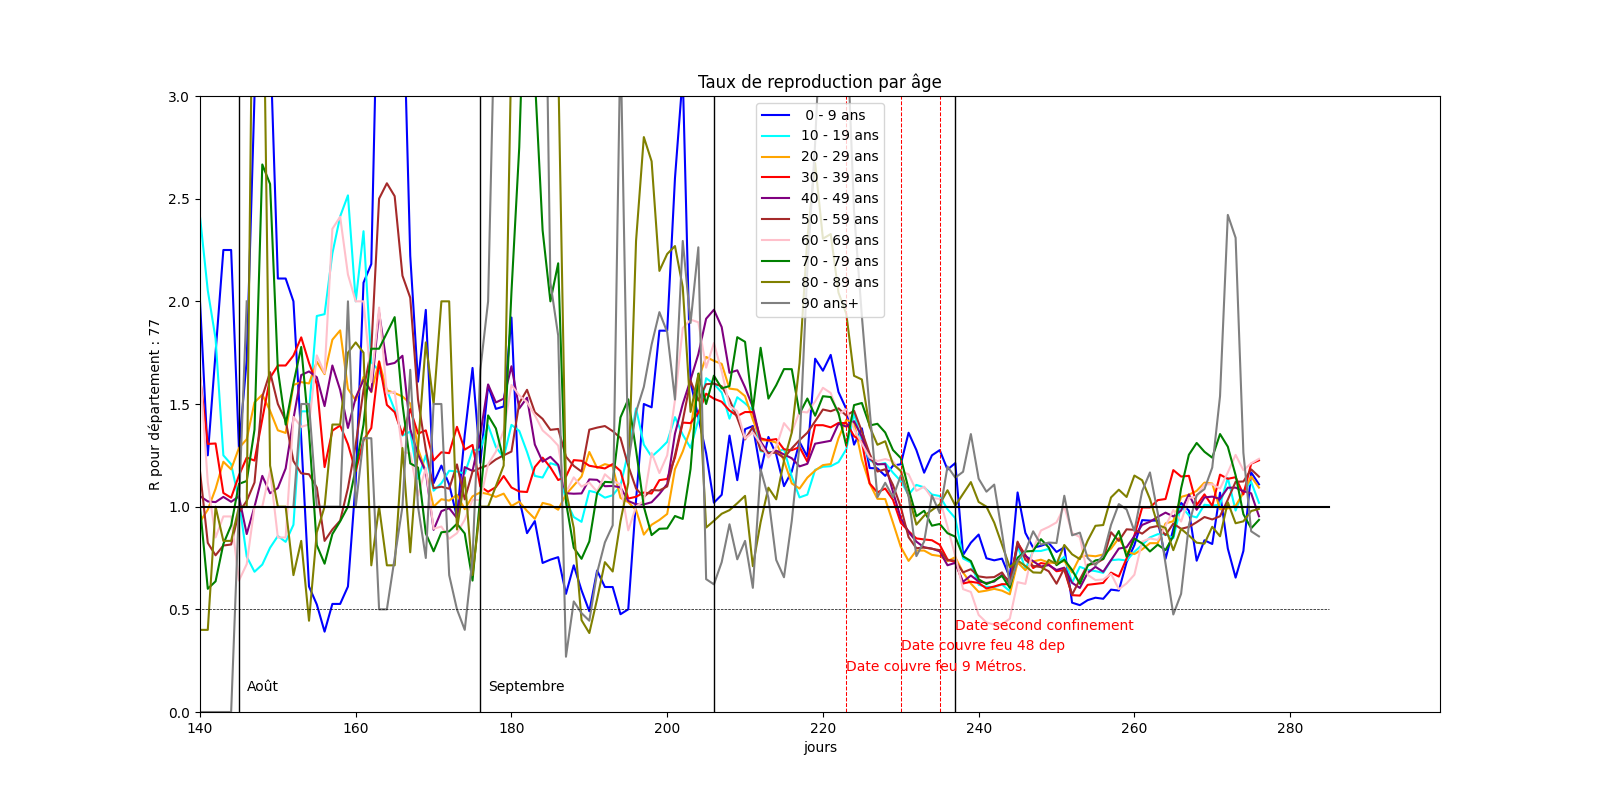 Taux de reproduction par âge
R pour département : 77
3.0
2.5
2.0
1.5
1.0
0.5
0.0
0 - 9 ans
10 - 19 ans
20 - 29 ans
30 - 39 ans
40 - 49 ans
50 - 59 ans
60 - 69 ans
70 - 79 ans
80 - 89 ans
90 ans+
Date second confinement
Date couvre feu 48 dep
Date couvre feu 9 Métros.
Août
Septembre
140 160 180 200 220 240 260 280
jours